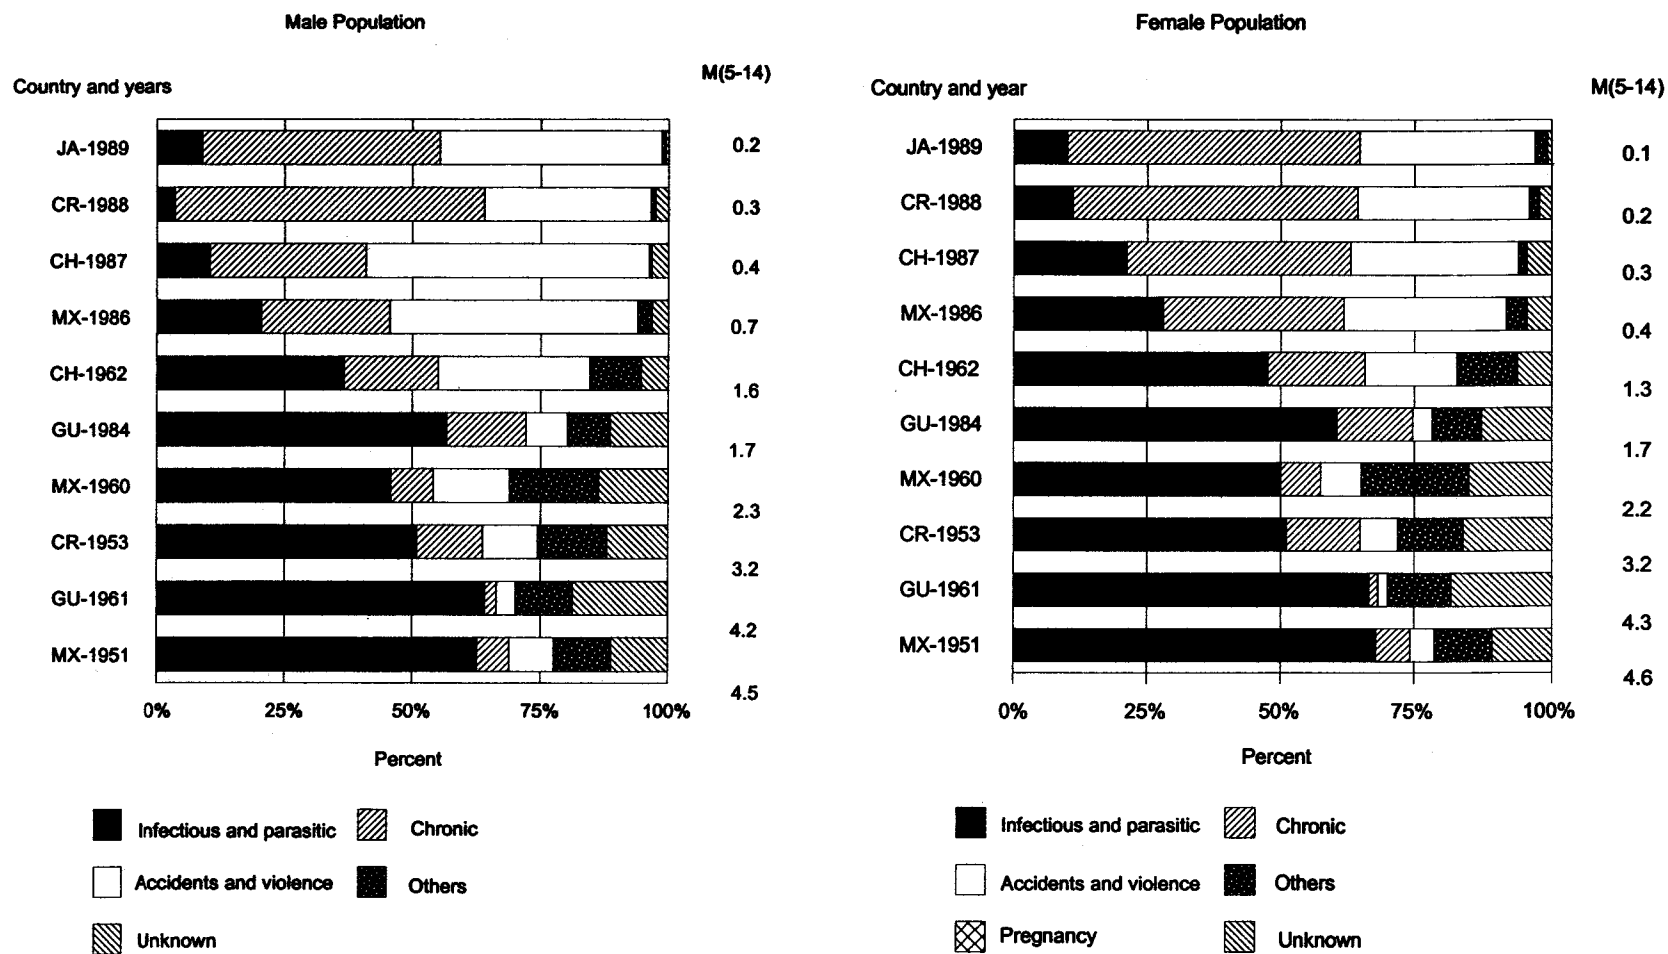 Male Population
Country and years
M(5-14)
JA-1989
0.2
CR-1988
0.3
CH-1987
0.4
MX-1986
0.7
CH-1962
1.6
GU-1984
1.7
MX-1960
2.3
CR-1953
3.2
GU-1961
4.2
MX-1951
4.5
0% 25% 50% 75% 100%
Percent
Infectious and parasitic Chronic
Accidents and violence Others
Unknown
Female Population
Country and year
M(5-14)
JA-1989
0.1
CR-1988
0.2
CH-1987
0.3
MX-1986
0.4
CH-1962
1.3
GU-1984
1.7
MX-1960
2.2
CR-1953
3.2
GU-1961
4.3
MX-1951
4.6
0% 25% 50% 75% 100%
Percent
Infectious and parasitic Chronic
Accidents and violence Others
Pregnancy Unknown